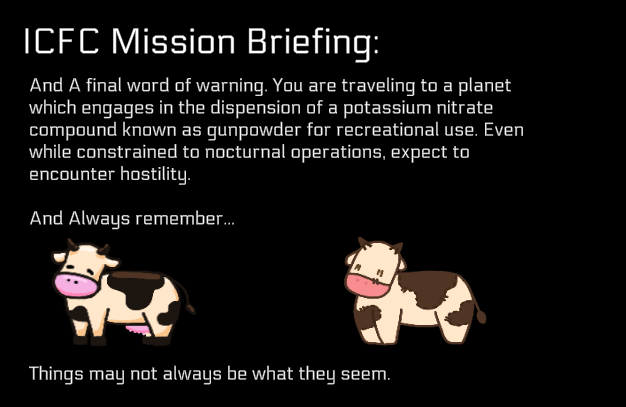 ICFC Mission Briefing:
And A final word of warning. You are traveling to a planet
which engages in the dispension of a potassium nitrate
compound known as gunpowder for recreational use. Even
while constrained to nocturnal operations, expect to
encounter hostility.
And Always remember...
Things may not always be what they seem.